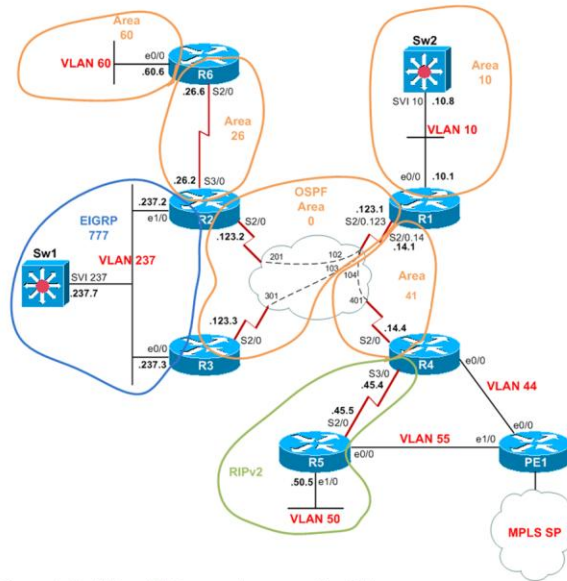 Area
60
VLAN 60
e0/0
.60.6
R6
.26.6
S2/0
Area
26
.26.2
S3/0
Sw2
Area
10
SVI 10
.10.8
VLAN 10
e0/0
.10.1
EIGRP
777
.237.2
e1/0
R2
OSPF
Area
0
S2/0
.123.2
.123.1
S2/0.123
R1
S2/0.14
.14.1
Sw1
VLAN 237
SVI 237
.237.7
201
102
103
104
301
401
Area
41
.123.3
S2/0
e0/0
.237.3
R3
.14.4
S2/0
R4
S3/0
.45.4
e0/0
VLAN 44
.45.5
S2/0
RIPv2
R5
e0/0
VLAN 55
e0/0
e1/0
PE1
.50.5
e1/0
VLAN 50
MPLS SP